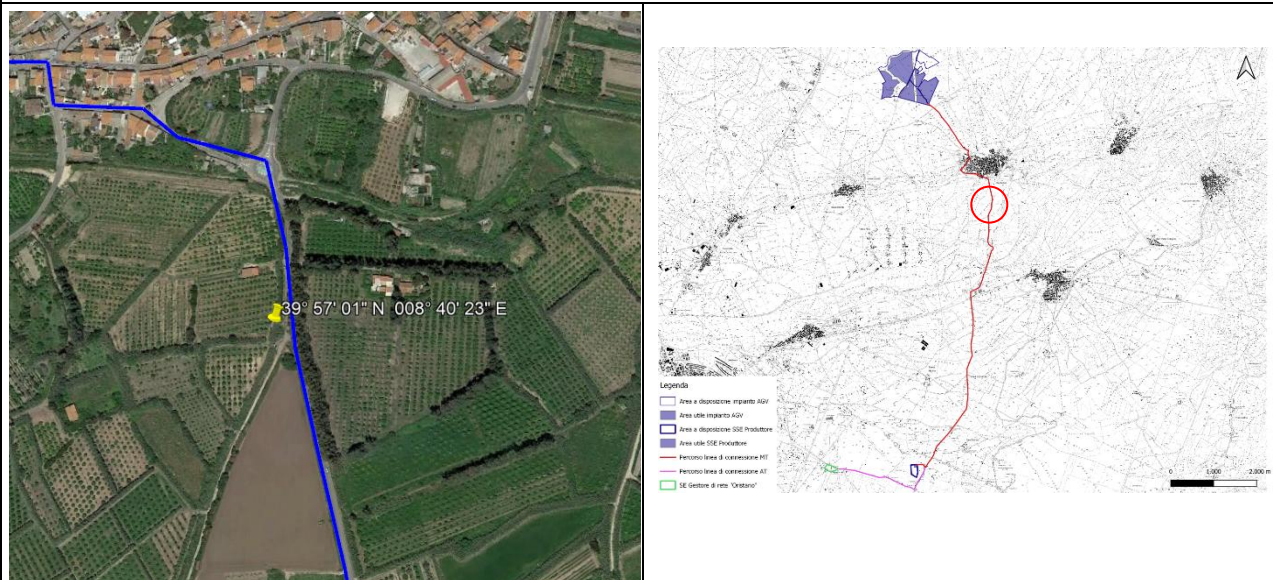 39° 57' 01" N 008° 40' 23" E
Legenda
Area a disposizione impianto AGV
Area utile impianto AGV
Area a disposizione SSE Produttore
Area utile SSE Produttore
Percorso linea di connessione MT
Percorso linea di connessione AT
SE Gestore di rete "Oristano"
0 1.000 2.000 m